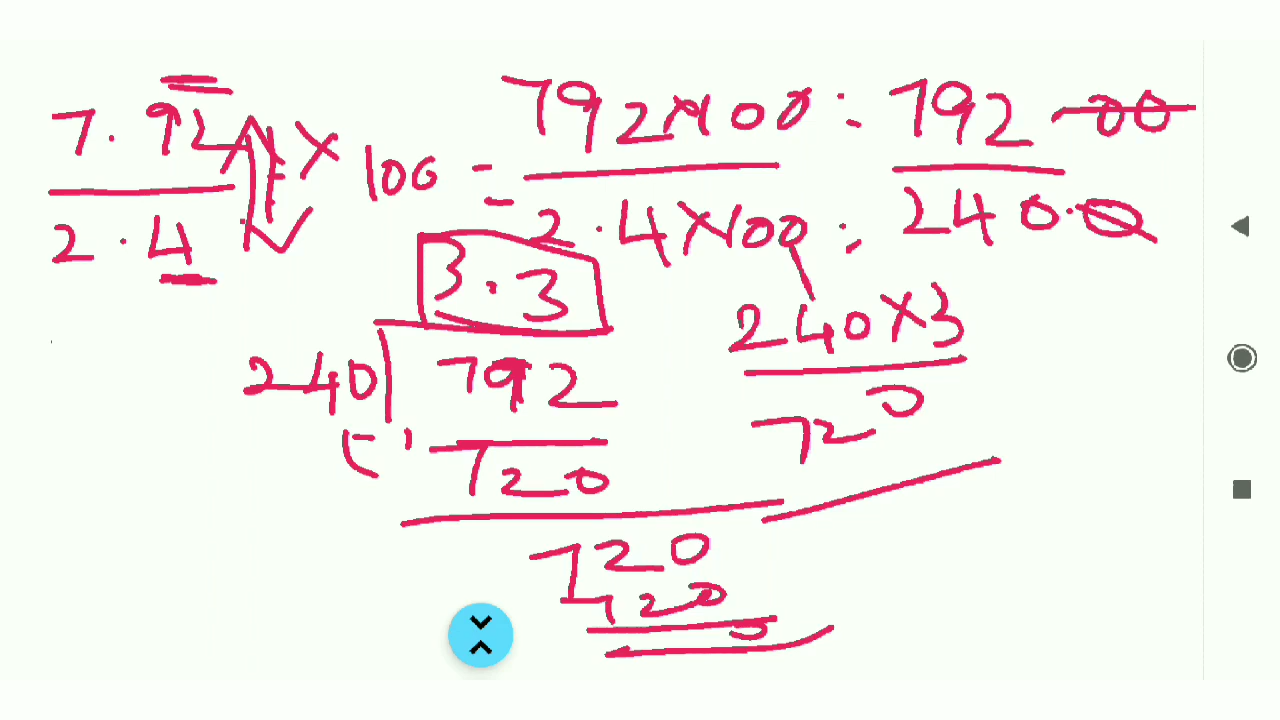 7.92 × 100 = 792×100 : 792 00
2.4 2.4×100 : 240.0
3.3
240 792 240×3
(-) 720 720
720
720
0